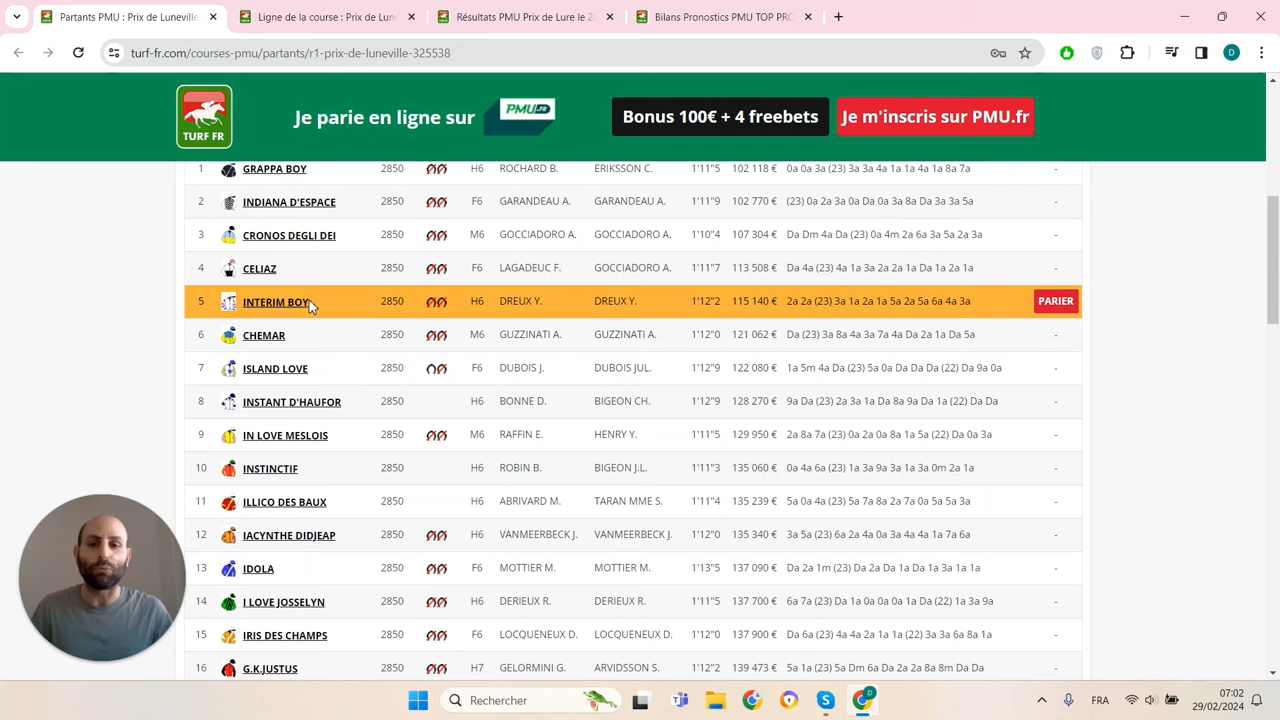 Partants PMU : Prix de Luneville
Ligne de la course : Prix de Lun
Résultats PMU Prix de Lure le 2
Bilans Pronostics PMU TOP PRO
turf-fr.com/courses-pmu/partants/r1-prix-de-luneville-325538
D
TURF FR
Je parie en ligne sur
PMU.FR
Bonus 100€ + 4 freebets
Je m'inscris sur PMU.fr
1 GRAPPA BOY 2850 H6 ROCHARD B. ERIKSSON C. 1'11"5 102 118 € 0a 0a 3a (23) 3a 3a 4a 1a 1a 4a 1a 8a 7a -
2 INDIANA D'ESPACE 2850 F6 GARANDEAU A. GARANDEAU A. 1'11"9 102 770 € (23) 0a 2a 3a 0a Da 0a 3a 8a Da 3a 3a 5a -
3 CRONOS DEGLI DEI 2850 M6 GOCCIADORO A. GOCCIADORO A. 1'10"4 107 304 € Da Dm 4a Da (23) 0a 4m 2a 6a 3a 5a 2a 3a -
4 CELIAZ 2850 F6 LAGADEUC F. GOCCIADORO A. 1'11"7 113 508 € Da 4a (23) 4a 1a 3a 2a 2a 1a Da 1a 2a 1a -
5 INTERIM BOY 2850 H6 DREUX Y. DREUX Y. 1'12"2 115 140 € 2a 2a (23) 3a 1a 2a 1a 5a 2a 5a 6a 4a 3a PARIER
6 CHEMAR 2850 M6 GUZZINATI A. GUZZINATI A. 1'12"0 121 062 € Da (23) 3a 8a 4a 3a 7a 4a Da 2a 1a Da 5a -
7 ISLAND LOVE 2850 F6 DUBOIS J. DUBOIS JUL. 1'12"9 122 080 € 1a 5m 4a Da (23) 5a 0a Da Da Da (22) Da 9a 0a -
8 INSTANT D'HAUFOR 2850 H6 BONNE D. BIGEON CH. 1'12"9 128 270 € 9a Da (23) 2a 3a 1a Da 8a 9a Da 1a (22) Da Da -
9 IN LOVE MESLOIS 2850 M6 RAFFIN E. HENRY Y. 1'11"5 129 950 € 2a 8a 7a (23) 0a 2a 0a 8a 1a 5a (22) Da 0a 3a -
10 INSTINCTIF 2850 H6 ROBIN B. BIGEON J.L. 1'11"3 135 060 € 0a 4a 6a (23) 1a 3a 9a 3a 1a 3a 0m 2a 1a -
11 ILLICO DES BAUX 2850 H6 ABRIVARD M. TARAN MME S. 1'11"4 135 239 € 5a 0a 4a (23) 5a 7a 8a 2a 7a 0a 5a 5a 3a -
12 IACYNTHE DIDJEAP 2850 H6 VANMEERBECK J. VANMEERBECK J. 1'12"0 135 340 € 3a 5a (23) 6a 2a 4a 0a 3a 4a 4a 1a 7a 6a -
13 IDOLA 2850 F6 MOTTIER M. MOTTIER M. 1'13"5 137 090 € Da 2a 1m (23) Da 2a Da 1a Da 1a 3a 1a 1a -
14 I LOVE JOSSELYN 2850 H6 DERIEUX R. DERIEUX R. 1'11"5 137 700 € 6a 7a (23) Da 1a 0a 0a 0a 1a Da (22) 1a 3a 9a -
15 IRIS DES CHAMPS 2850 F6 LOCQUENEUX D. LOCQUENEUX D. 1'12"0 137 900 € Da 6a (23) 4a 4a 2a 1a 1a (22) 3a 3a 6a 8a 1a -
16 G.K.JUSTUS 2850 H7 GELORMINI G. ARVIDSSON S. 1'12"2 139 473 € 5a 1a (23) 5a Dm 6a Da 2a 2a 0a 8m Da Da -
Rechercher
FRA
07:02
29/02/2024